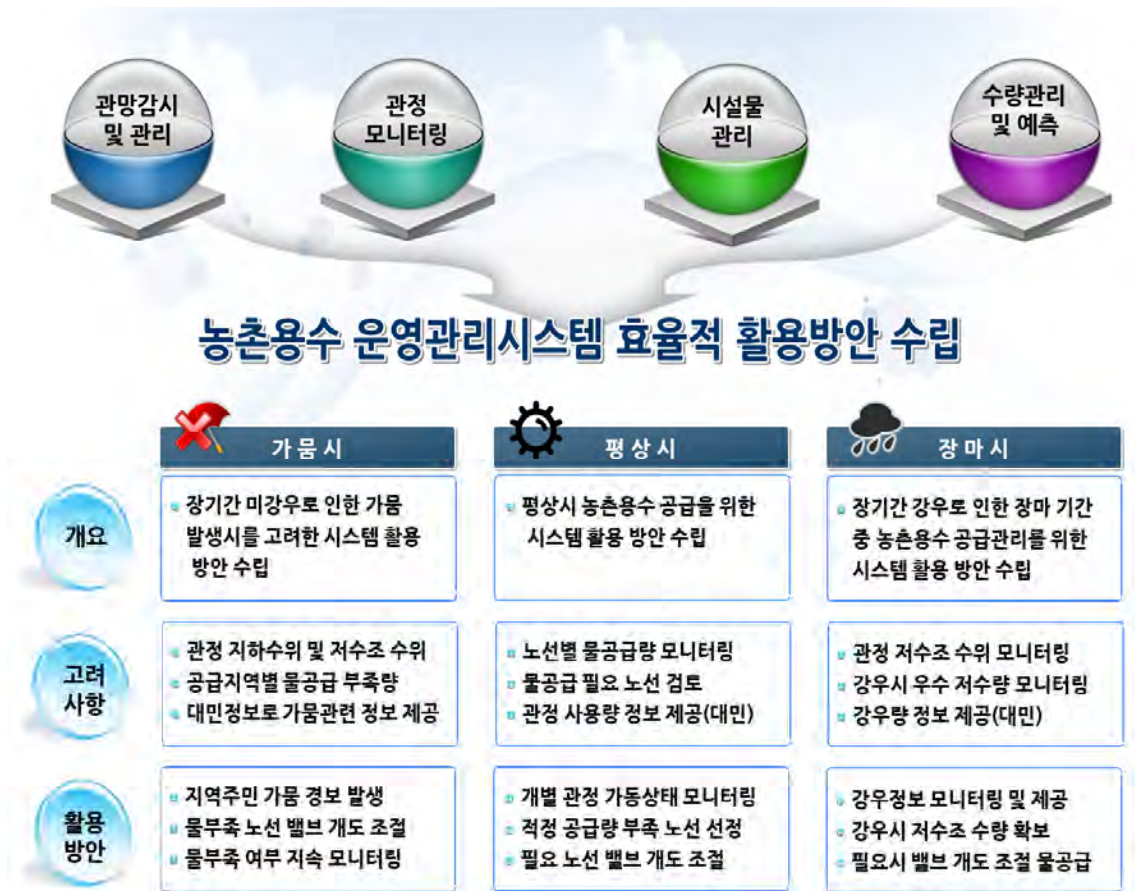 관망감시
및 관리
관정
모니터링
시설물
관리
수량관리
및 예측
농촌용수 운영관리시스템 효율적 활용방안 수립
가 뭄 시
평 상 시
장 마 시
개요
장기간 미강우로 인한 가뭄
발생시를 고려한 시스템 활용
방안 수립
평상시 농촌용수 공급을 위한
시스템 활용 방안 수립
장기간 강우로 인한 장마 기간
중 농촌용수 공급관리를 위한
시스템 활용 방안 수립
고려
사항
관정 지하수위 및 저수조 수위
공급지역별 물공급 부족량
대민정보로 가뭄관련 정보 제공
노선별 물공급량 모니터링
물공급 필요 노선 검토
관정 사용량 정보 제공(대민)
관정 저수조 수위 모니터링
강우시 우수 저수량 모니터링
강우량 정보 제공(대민)
활용
방안
지역주민 가뭄 경보 발생
물부족 노선 밸브 개도 조절
물부족 여부 지속 모니터링
개별 관정 가동상태 모니터링
적정 공급량 부족 노선 선정
필요 노선 밸브 개도 조절
강우정보 모니터링 및 제공
강우시 저수조 수량 확보
필요시 밸브 개도 조절 물공급